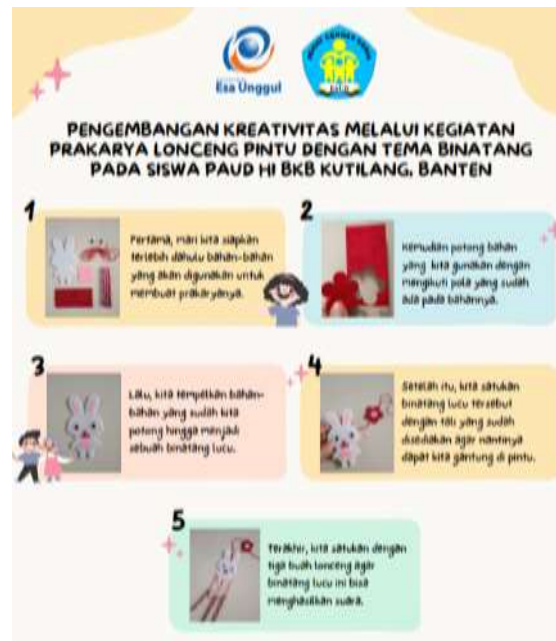 Esa Unggul
PENGEMBANGAN KREATIVITAS MELALUI KEGIATAN
PRAKARYA LONCENG PINTU DENGAN TEMA BINATANG
PADA SISWA PAUD HI BKB KUTILANG, BANTEN
1
Pertama, mari kita siapkan
terlebih dahulu bahan-bahan
yang akan digunakan untuk
membuat prakaryanya.
2
Kemudian potong bahan
yang kita gunakan dengan
mengikuti pola yang sudah
ada pada bahannya.
3
Lalu, kita tempelkan bahan-
bahan yang sudah kita
potong hingga menjadi
sebuah binatang lucu.
4
Setelah itu, kita satukan
binatang lucu tersebut
dengan tali yang sudah
disediakan agar nantinya
dapat kita gantung di pintu.
5
Terakhir, kita satukan dengan
tiga buah lonceng agar
binatang lucu ini bisa
menghasilkan suara.